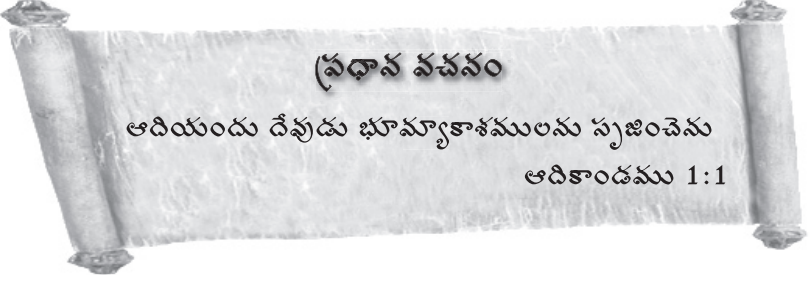 ప్రధాన వచనం
ఆదియందు దేవుడు భూమ్యాకాశములను సృజించెను
ఆదికాండము 1:1